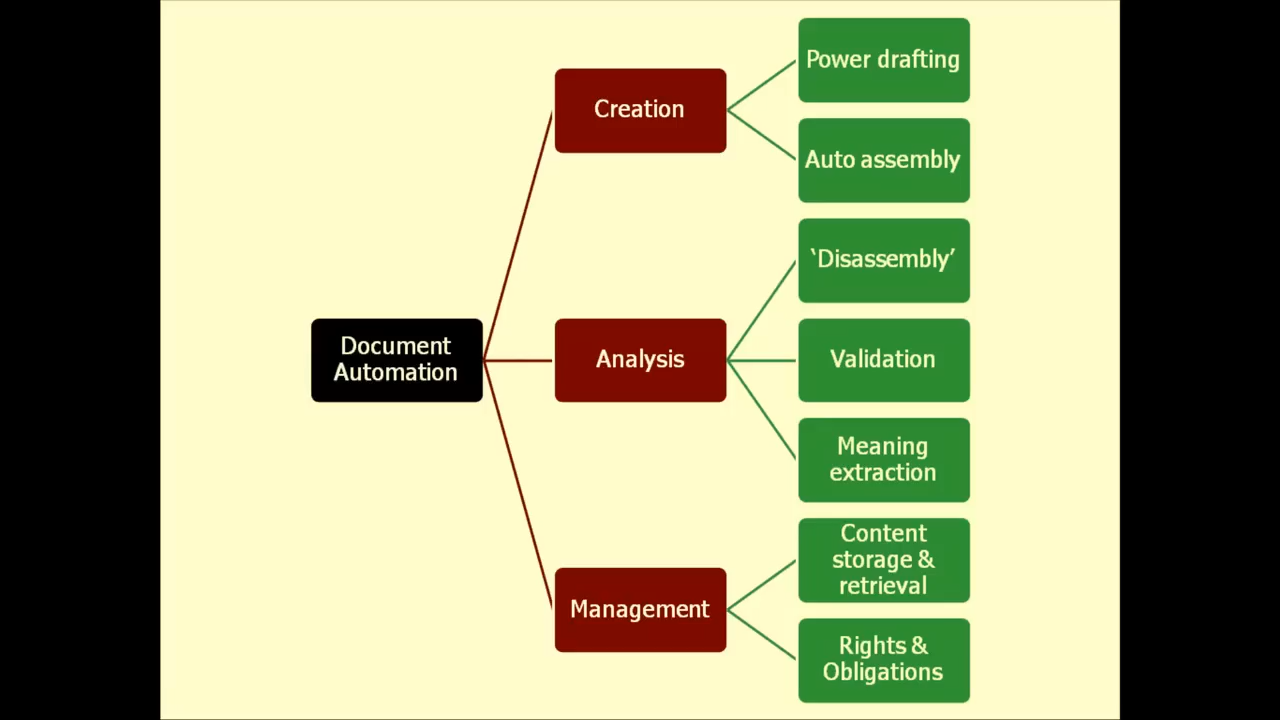 Document
Automation
Creation
Power drafting
Auto assembly
Analysis
‘Disassembly’
Validation
Meaning
extraction
Management
Content
storage &
retrieval
Rights &
Obligations